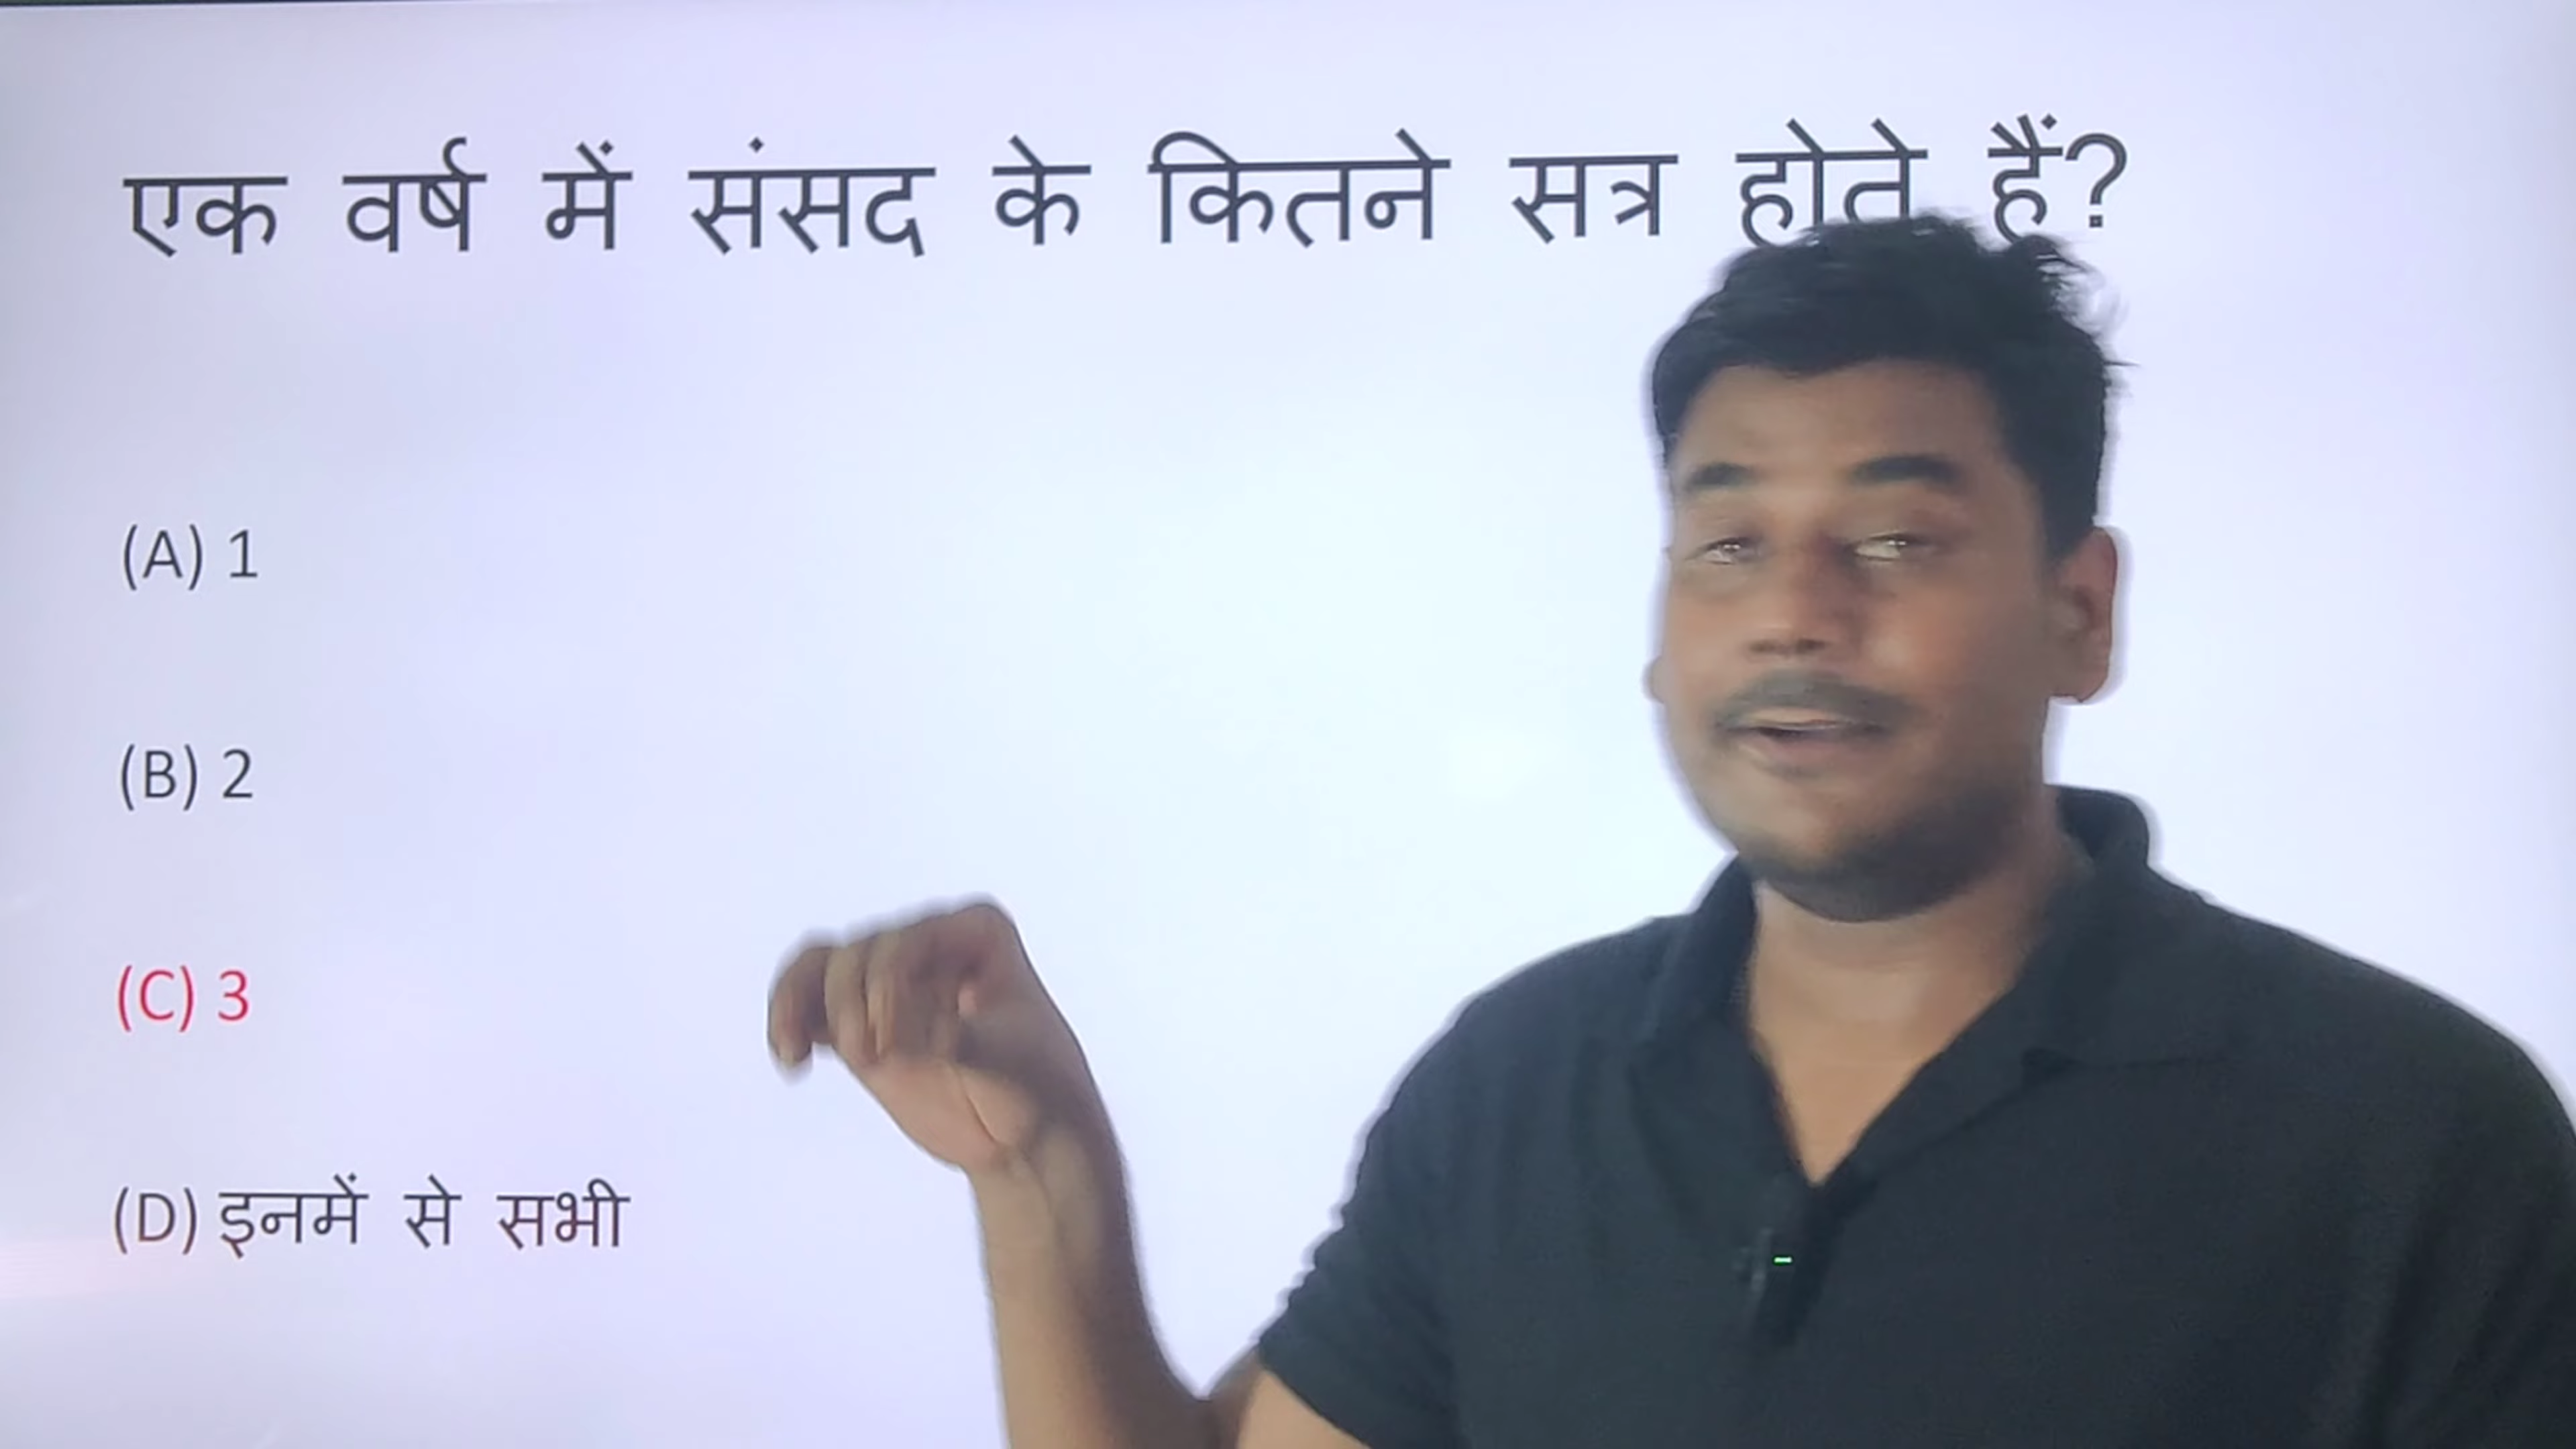 एक वर्ष में संसद के कितने सत्र होते हैं?
(A) 1
(B) 2
(C) 3
(D) इनमें से सभी